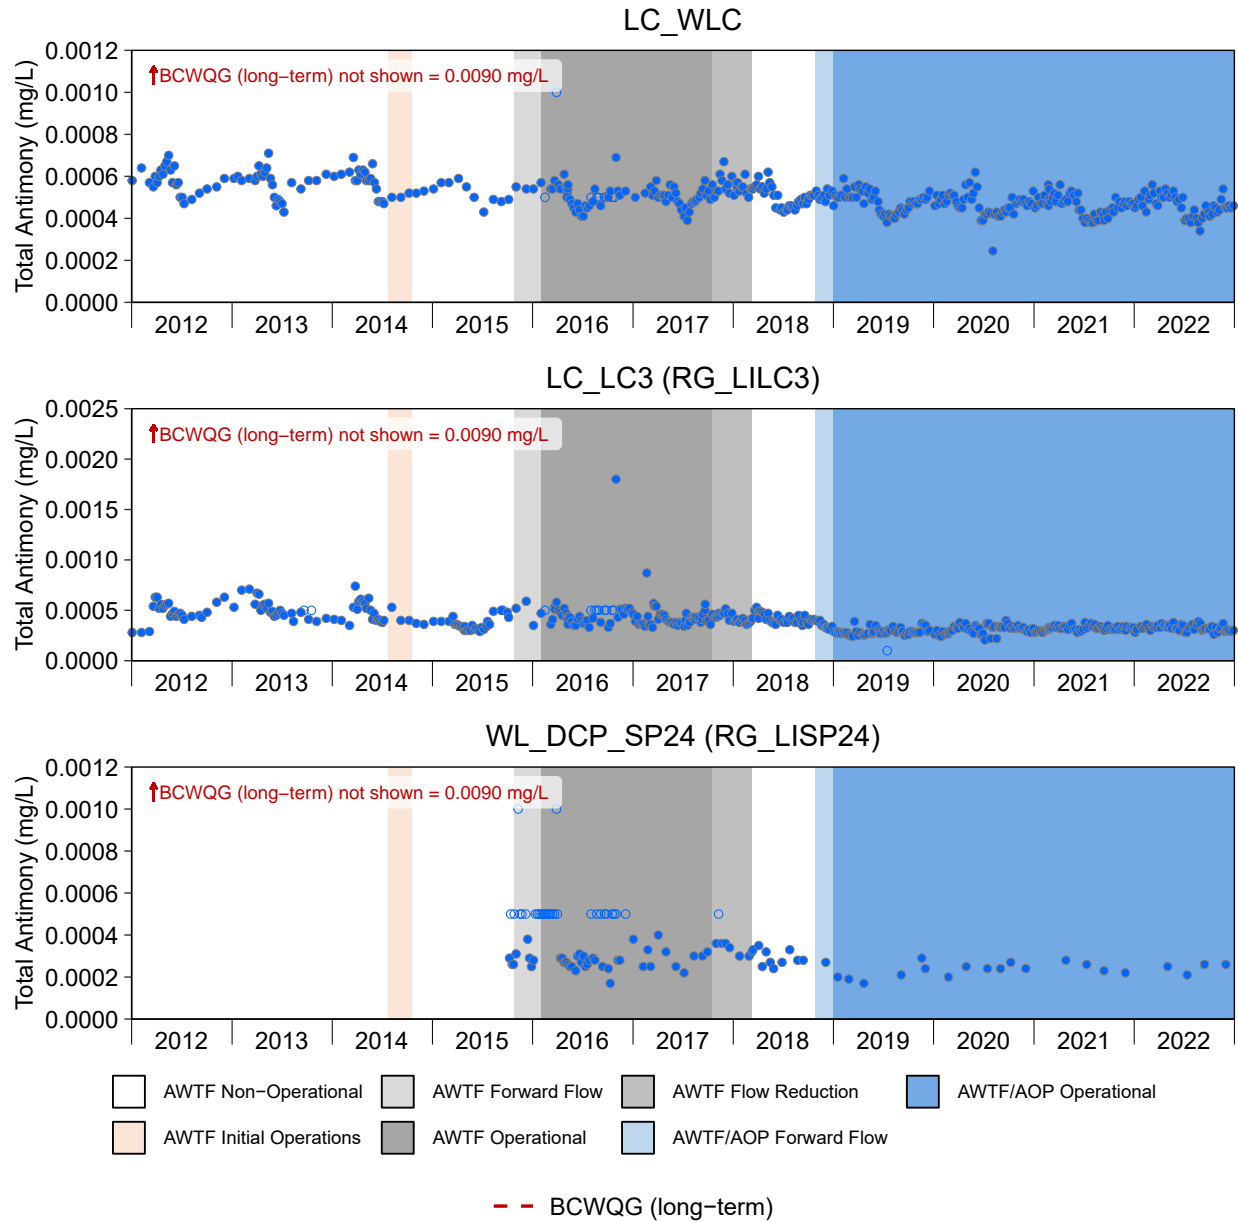 LC_WLC
Total Antimony (mg/L)
0.0012
0.0010
0.0008
0.0006
0.0004
0.0002
0.0000
BCWQG (long−term) not shown = 0.0090 mg/L
2012 2013 2014 2015 2016 2017 2018 2019 2020 2021 2022
LC_LC3 (RG_LILC3)
Total Antimony (mg/L)
0.0025
0.0020
0.0015
0.0010
0.0005
0.0000
BCWQG (long−term) not shown = 0.0090 mg/L
2012 2013 2014 2015 2016 2017 2018 2019 2020 2021 2022
WL_DCP_SP24 (RG_LISP24)
Total Antimony (mg/L)
0.0012
0.0010
0.0008
0.0006
0.0004
0.0002
0.0000
BCWQG (long−term) not shown = 0.0090 mg/L
2012 2013 2014 2015 2016 2017 2018 2019 2020 2021 2022
AWTF Non−Operational AWTF Forward Flow AWTF Flow Reduction AWTF/AOP Operational
AWTF Initial Operations AWTF Operational AWTF/AOP Forward Flow
BCWQG (long−term)